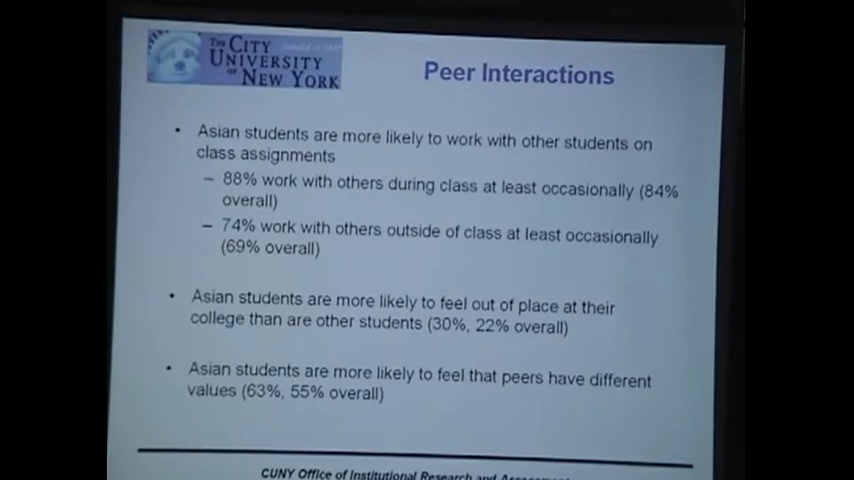 THE CITY
UNIVERSITY
OF NEW YORK
Peer Interactions
• Asian students are more likely to work with other students on
class assignments
– 88% work with others during class at least occasionally (84%
overall)
– 74% work with others outside of class at least occasionally
(69% overall)
• Asian students are more likely to feel out of place at their
college than are other students (30%, 22% overall)
• Asian students are more likely to feel that peers have different
values (63%, 55% overall)
CUNY Office of Institutional Research and